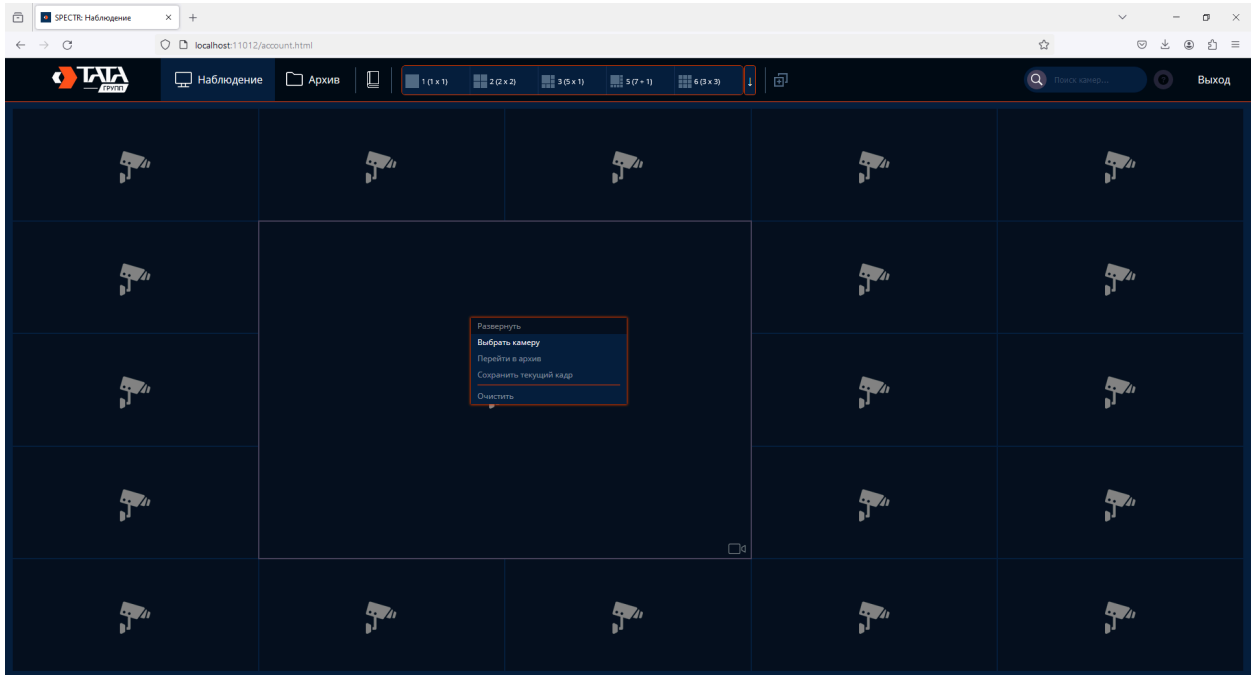 SPECTR: Наблюдение
localhost:11012/account.html
ТАТА ГРУПП
Наблюдение
Архив
1 (1 x 1)
2 (2 x 2)
3 (5 x 1)
5 (7 + 1)
6 (3 x 3)
Поиск камер...
?
Выход
Развернуть
Выбрать камеру
Перейти в архив
Сохранить текущий кадр
Очистить